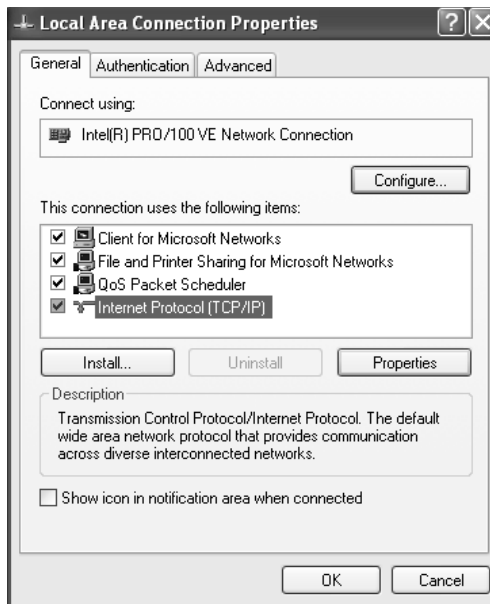 Local Area Connection Properties
General Authentication Advanced
Connect using:
Intel(R) PRO/100 VE Network Connection
Configure...
This connection uses the following items:
Client for Microsoft Networks
File and Printer Sharing for Microsoft Networks
QoS Packet Scheduler
Internet Protocol (TCP/IP)
Install... Uninstall Properties
Description
Transmission Control Protocol/Internet Protocol. The default
wide area network protocol that provides communication
across diverse interconnected networks.
Show icon in notification area when connected
OK Cancel